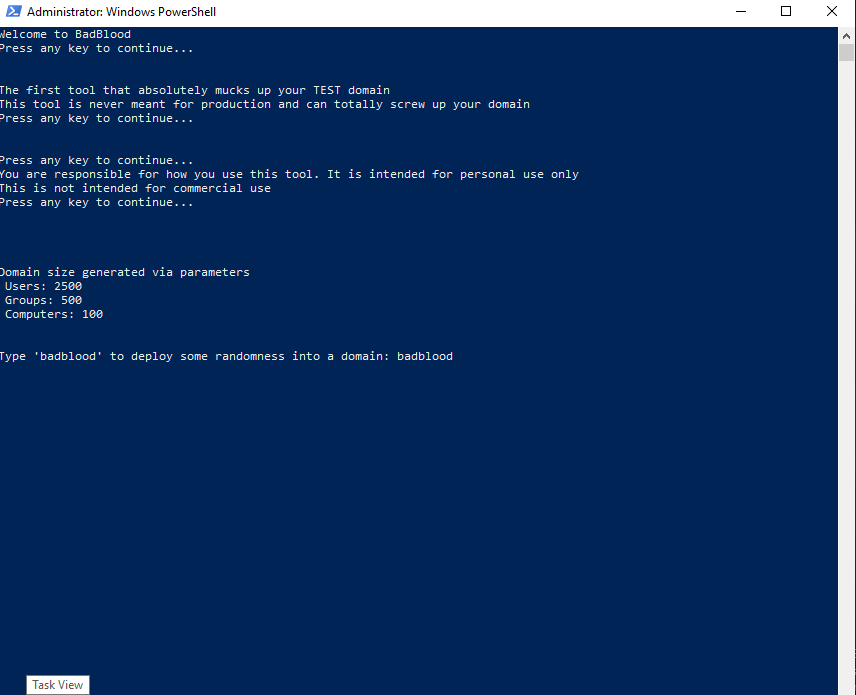 Administrator: Windows PowerShell
Welcome to BadBlood
Press any key to continue...
The first tool that absolutely mucks up your TEST domain
This tool is never meant for production and can totally screw up your domain
Press any key to continue...
Press any key to continue...
You are responsible for how you use this tool. It is intended for personal use only
This is not intended for commercial use
Press any key to continue...
Domain size generated via parameters
Users: 2500
Groups: 500
Computers: 100
Type 'badblood' to deploy some randomness into a domain: badblood
Task View